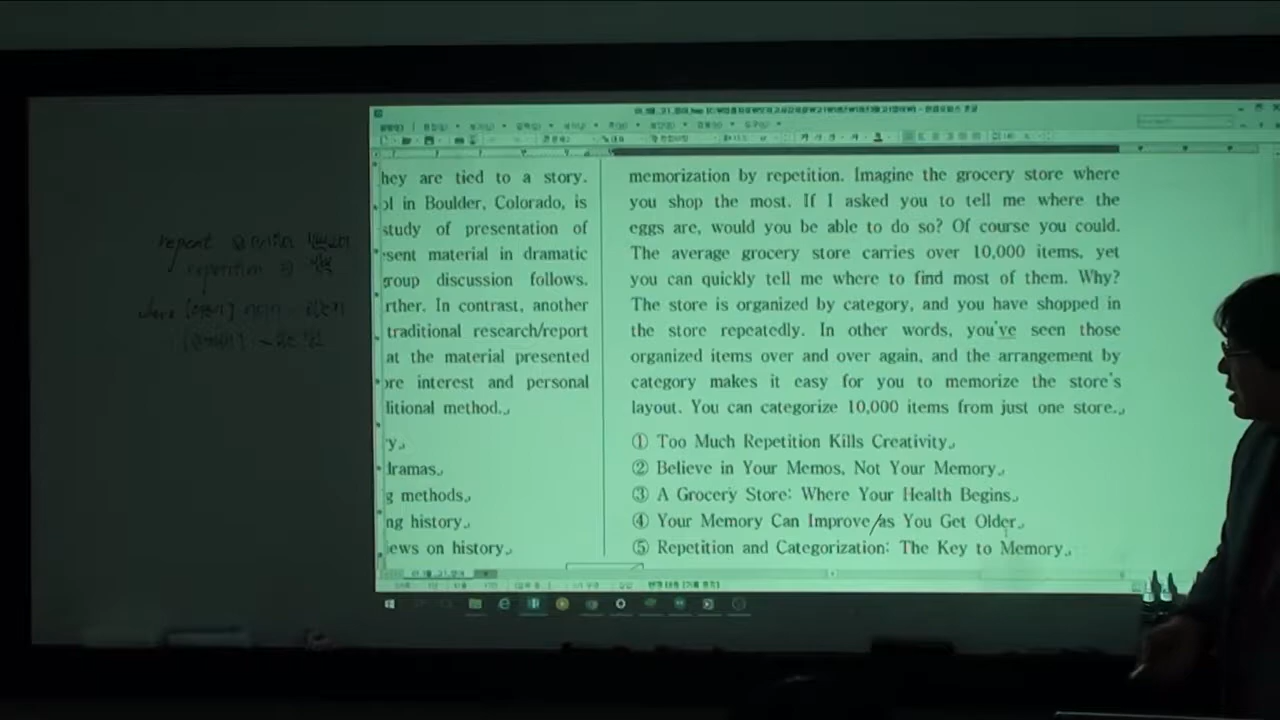 repeat
repetition
where
hey are tied to a story.
ol in Boulder, Colorado, is
study of presentation of
sent material in dramatic
group discussion follows.
rther. In contrast, another
traditional research/report
at the material presented
ore interest and personal
litional method.
y.
dramas.
g methods.
ng history.
ews on history.
memorization by repetition. Imagine the grocery store where
you shop the most. If I asked you to tell me where the
eggs are, would you be able to do so? Of course you could.
The average grocery store carries over 10,000 items, yet
you can quickly tell me where to find most of them. Why?
The store is organized by category, and you have shopped in
the store repeatedly. In other words, you've seen those
organized items over and over again, and the arrangement by
category makes it easy for you to memorize the store's
layout. You can categorize 10,000 items from just one store.
① Too Much Repetition Kills Creativity
② Believe in Your Memos, Not Your Memory
③ A Grocery Store: Where Your Health Begins
④ Your Memory Can Improve/as You Get Older
⑤ Repetition and Categorization: The Key to Memory